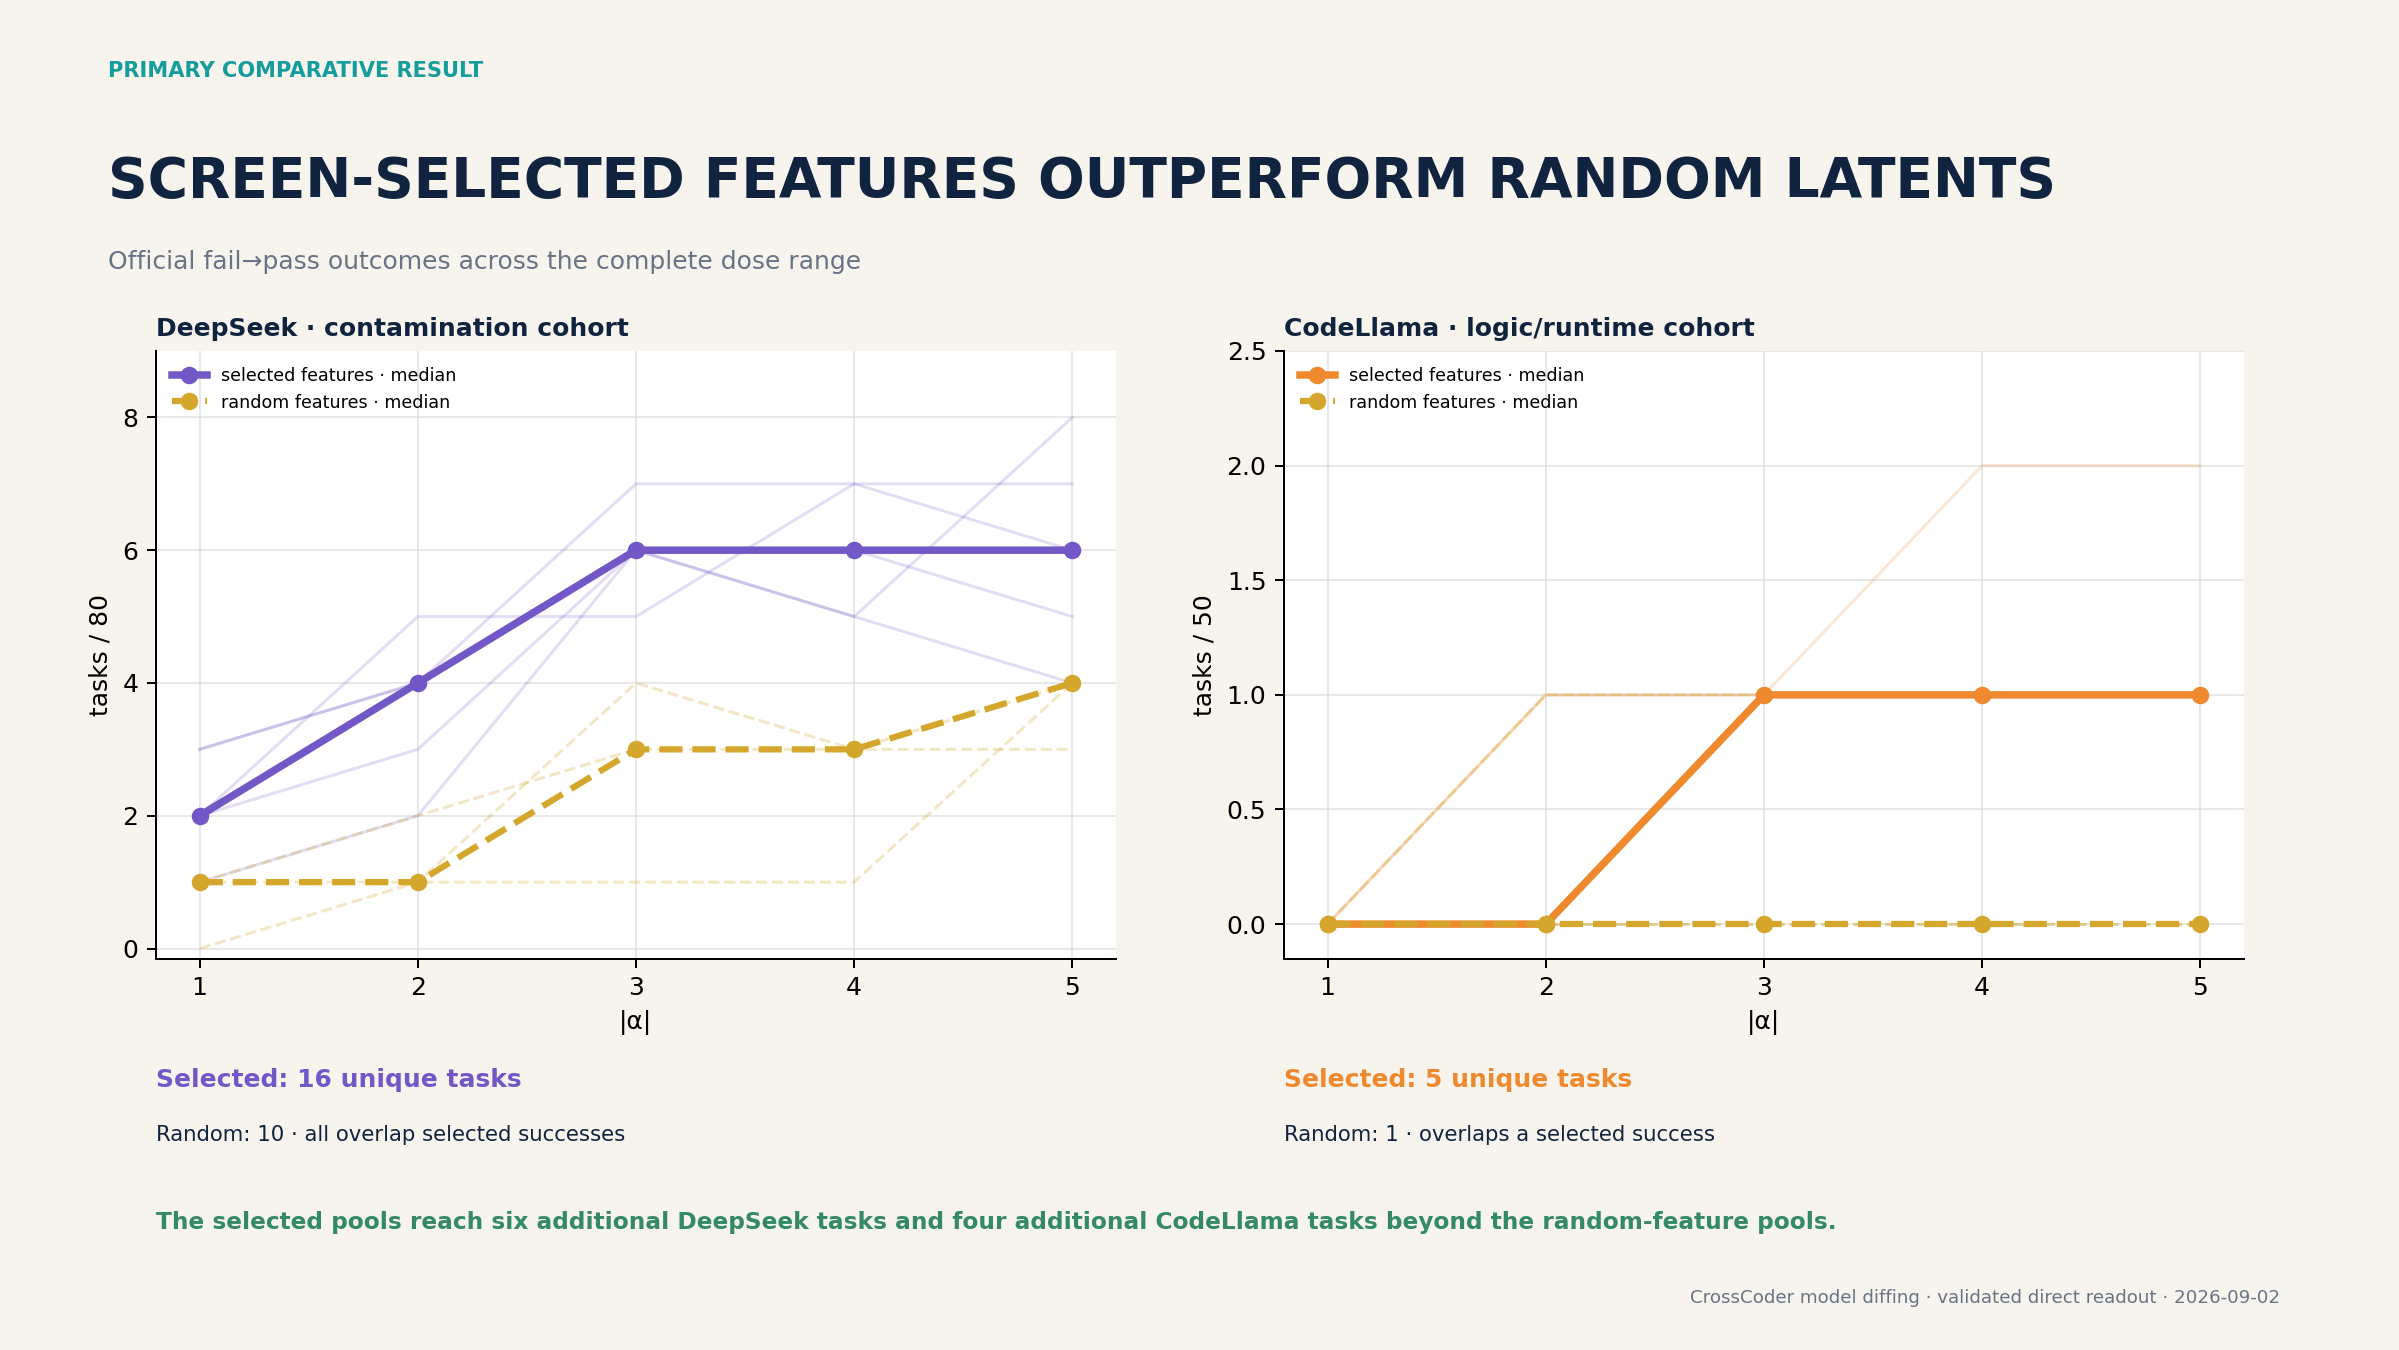 PRIMARY COMPARATIVE RESULT
SCREEN-SELECTED FEATURES OUTPERFORM RANDOM LATENTS
Official fail→pass outcomes across the complete dose range
DeepSeek · contamination cohort
selected features · median
random features · median
8
6
4
2
0
tasks / 80
1 2 3 4 5
|α|
Selected: 16 unique tasks
Random: 10 · all overlap selected successes
CodeLlama · logic/runtime cohort
selected features · median
random features · median
2.5
2.0
1.5
1.0
0.5
0.0
tasks / 50
1 2 3 4 5
|α|
Selected: 5 unique tasks
Random: 1 · overlaps a selected success
The selected pools reach six additional DeepSeek tasks and four additional CodeLlama tasks beyond the random-feature pools.
CrossCoder model diffing · validated direct readout · 2026-09-02